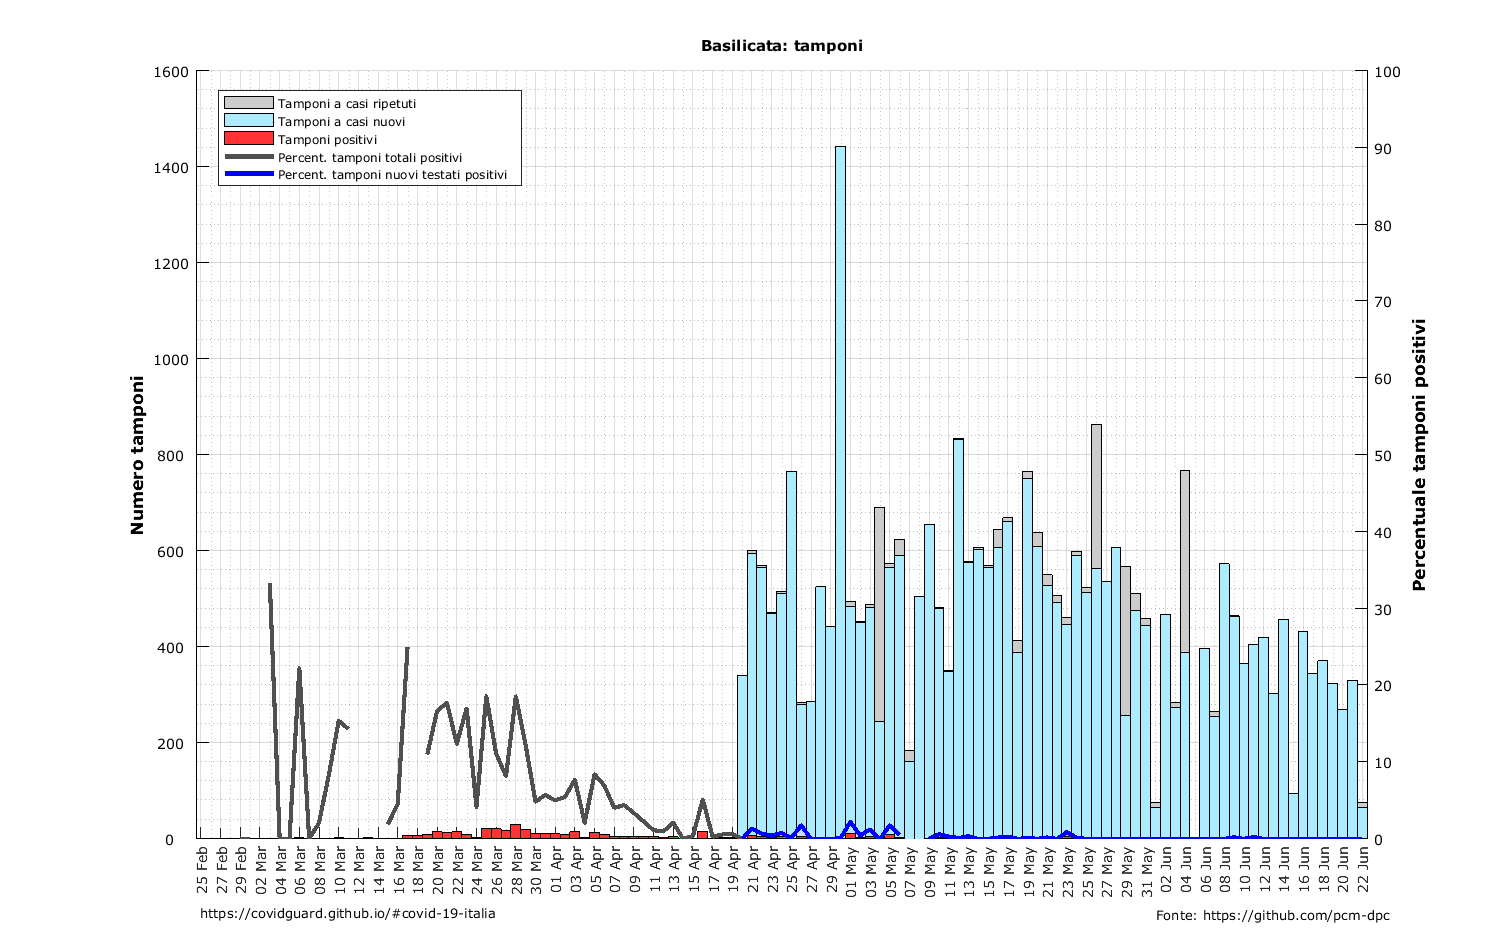 Basilicata: tamponi
Tamponi a casi ripetuti
Tamponi a casi nuovi
Tamponi positivi
Percent. tamponi totali positivi
Percent. tamponi nuovi testati positivi
Numero tamponi
1600
1400
1200
1000
800
600
400
200
0
Percentuale tamponi positivi
100
90
80
70
60
50
40
30
20
10
0
25 Feb
27 Feb
29 Feb
02 Mar
04 Mar
06 Mar
08 Mar
10 Mar
12 Mar
14 Mar
16 Mar
18 Mar
20 Mar
22 Mar
24 Mar
26 Mar
28 Mar
30 Mar
01 Apr
03 Apr
05 Apr
07 Apr
09 Apr
11 Apr
13 Apr
15 Apr
17 Apr
19 Apr
21 Apr
23 Apr
25 Apr
27 Apr
29 Apr
01 May
03 May
05 May
07 May
09 May
11 May
13 May
15 May
17 May
19 May
21 May
23 May
25 May
27 May
29 May
31 May
02 Jun
04 Jun
06 Jun
08 Jun
10 Jun
12 Jun
14 Jun
16 Jun
18 Jun
20 Jun
22 Jun
https://covidguard.github.io/#covid-19-italia
Fonte: https://github.com/pcm-dpc